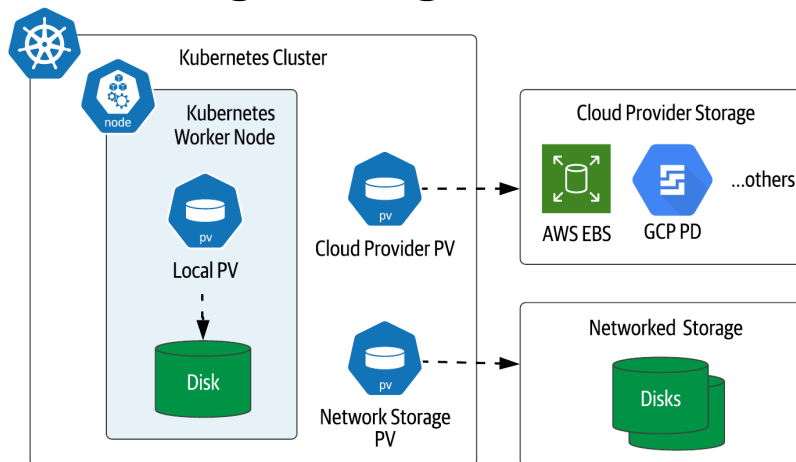 Kubernetes Cluster
node
Kubernetes
Worker Node
pv
Local PV
Disk
pv
Cloud Provider PV
pv
Network Storage
PV
Cloud Provider Storage
AWS EBS
GCP PD
...others
Networked Storage
Disks